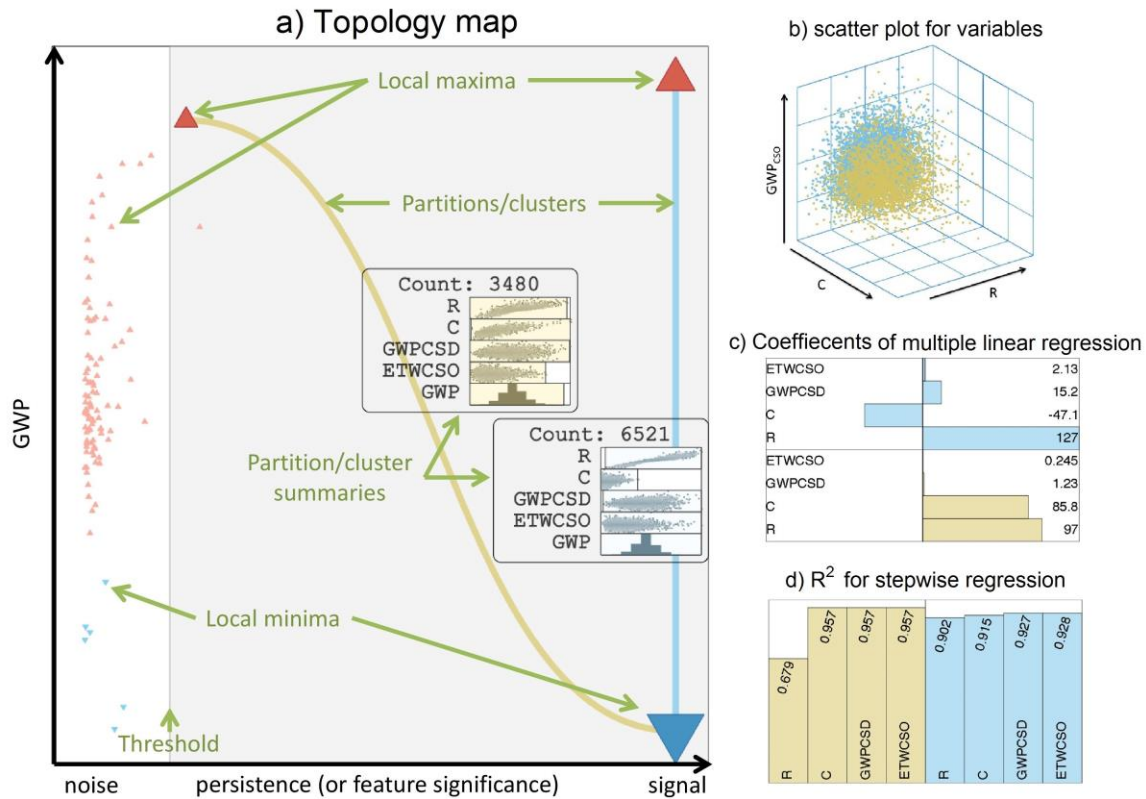 a) Topology map
Local maxima
Partitions/clusters
Count: 3480
R
C
GWPCSD
ETWCSO
GWP
Count: 6521
R
C
GWPCSD
ETWCSO
GWP
Partition/cluster
summaries
Local minima
Threshold
GWP
noise
persistence (or feature significance)
signal
b) scatter plot for variables
GWPcso
C
R
c) Coeffiecents of multiple linear regression
ETWCSO 2.13
GWPCSD 15.2
C -47.1
R 127
ETWCSO 0.245
GWPCSD 1.23
C 85.8
R 97
d) R² for stepwise regression
0.679
0.957
0.957
0.957
0.902
0.915
0.927
0.928
R
C
GWPCSD
ETWCSO
R
C
GWPCSD
ETWCSO